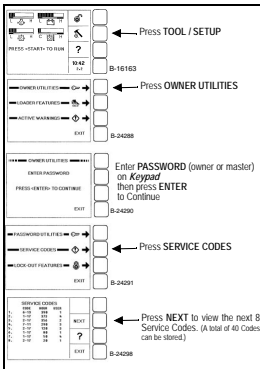 L H L H
L H C H
PRESS <START> TO RUN
?
10:42
Press TOOL / SETUP
B-16163
OWNER UTILITIES
LOADER FEATURES
ACTIVE WARNINGS
EXIT
Press OWNER UTILITIES
B-24288
OWNER UTILITIES
ENTER PASSWORD
PRESS <ENTER> TO CONTINUE
EXIT
Enter PASSWORD (owner or master)
on Keypad
then press ENTER
to Continue
B-24290
PASSWORD UTILITIES
SERVICE CODES
LOCK-OUT FEATURES
EXIT
Press SERVICE CODES
B-24291
SERVICE CODES
NEXT
?
EXIT
Press NEXT to view the next 8
Service Codes. (A total of 40 Codes
can be stored.)
B-24298